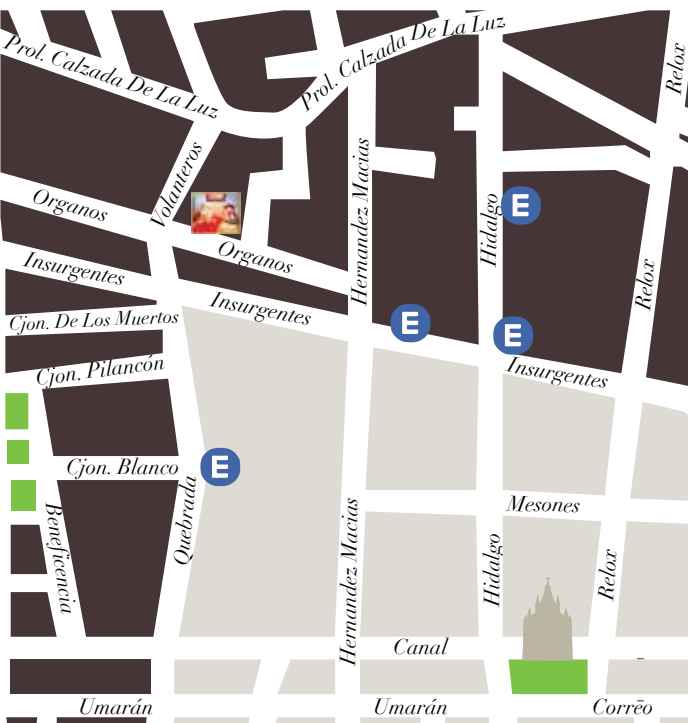 Prol. Calzada De La Luz
Prol. Calzada De La Luz
Relox
Volanteros
Organos
Hernandez Macias
Hidalgo
E
Organos
Insurgentes
Relox
Insurgentes
Cjon. De Los Muertos
E
E
Cjon. Pilancón
Insurgentes
Cjon. Blanco
E
Quebrada
Mesones
Beneficencia
Hernandez Macias
Hidalgo
Relox
Canal
Umarán
Umarán
Correo